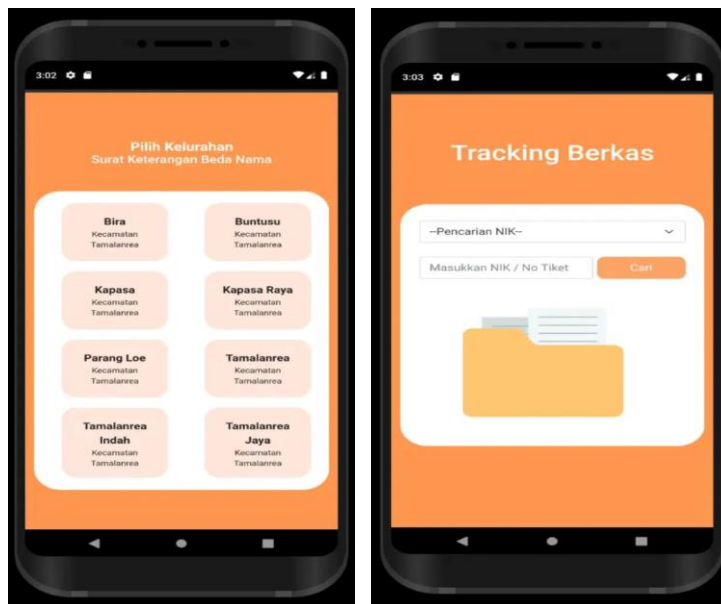 3:02
Pilih Kelurahan
Surat Keterangan Beda Nama
Bira
Kecamatan
Tamalanrea
Buntusu
Kecamatan
Tamalanrea
Kapasa
Kecamatan
Tamalanrea
Kapasa Raya
Kecamatan
Tamalanrea
Parang Loe
Kecamatan
Tamalanrea
Tamalanrea
Kecamatan
Tamalanrea
Tamalanrea
Indah
Kecamatan
Tamalanrea
Tamalanrea
Jaya
Kecamatan
Tamalanrea
3:03
Tracking Berkas
--Pencarian NIK--
Masukkan NIK / No Tiket
Cari